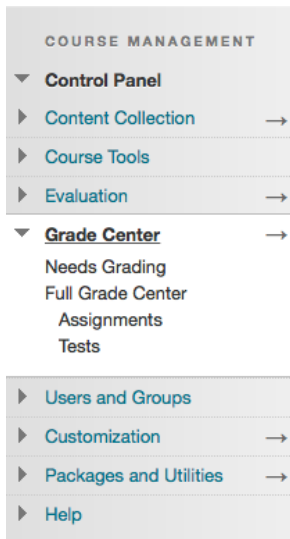 COURSE MANAGEMENT
Control Panel
Content Collection
Course Tools
Evaluation
Grade Center
Needs Grading
Full Grade Center
Assignments
Tests
Users and Groups
Customization
Packages and Utilities
Help